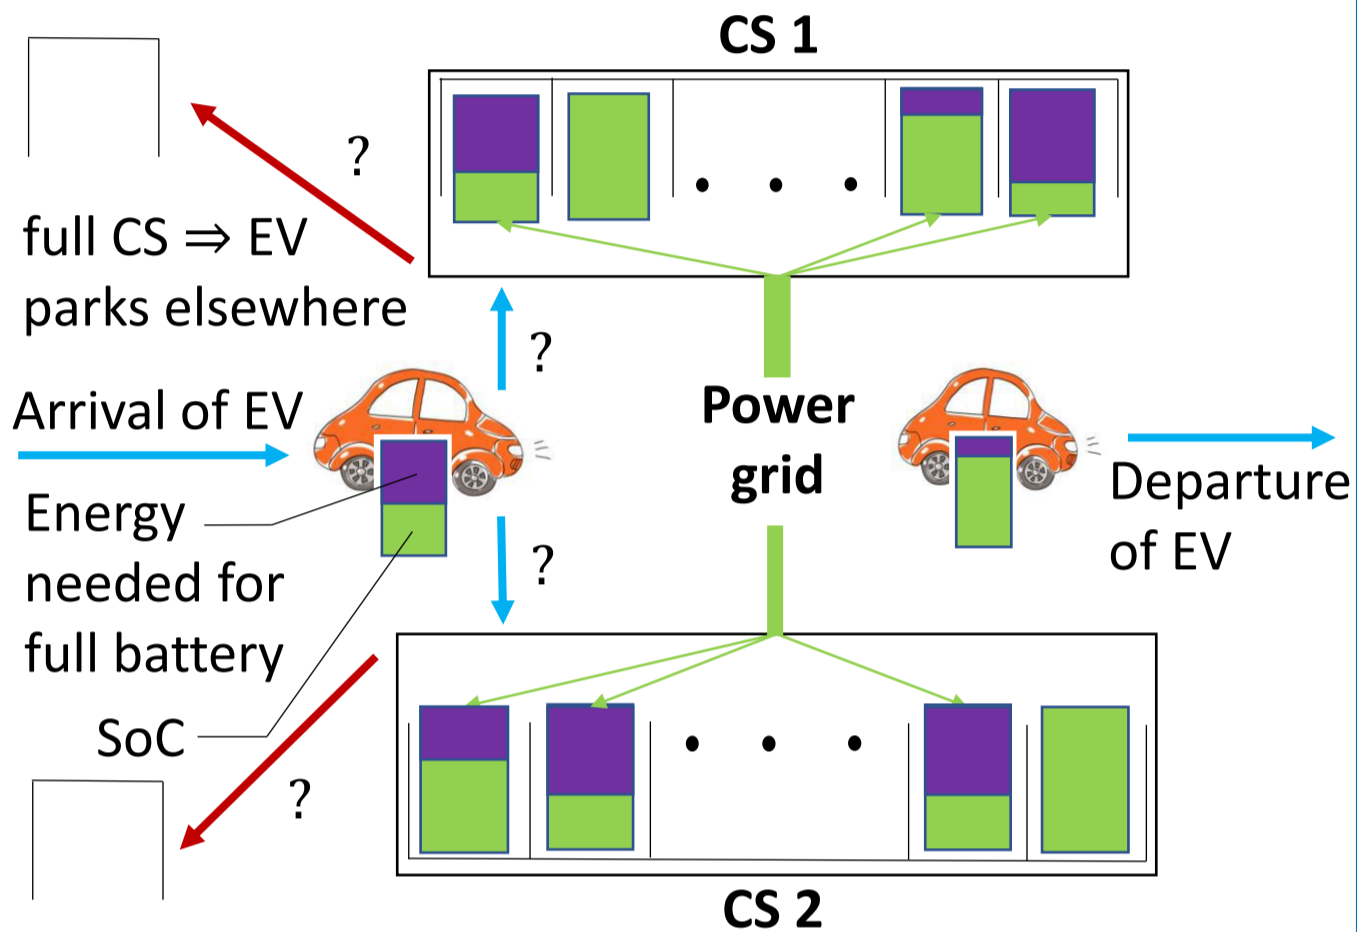 CS 1
?
full CS ⇒ EV
parks elsewhere
?
Arrival of EV
Power
grid
Departure
of EV
Energy
needed for
full battery
?
SoC
?
CS 2